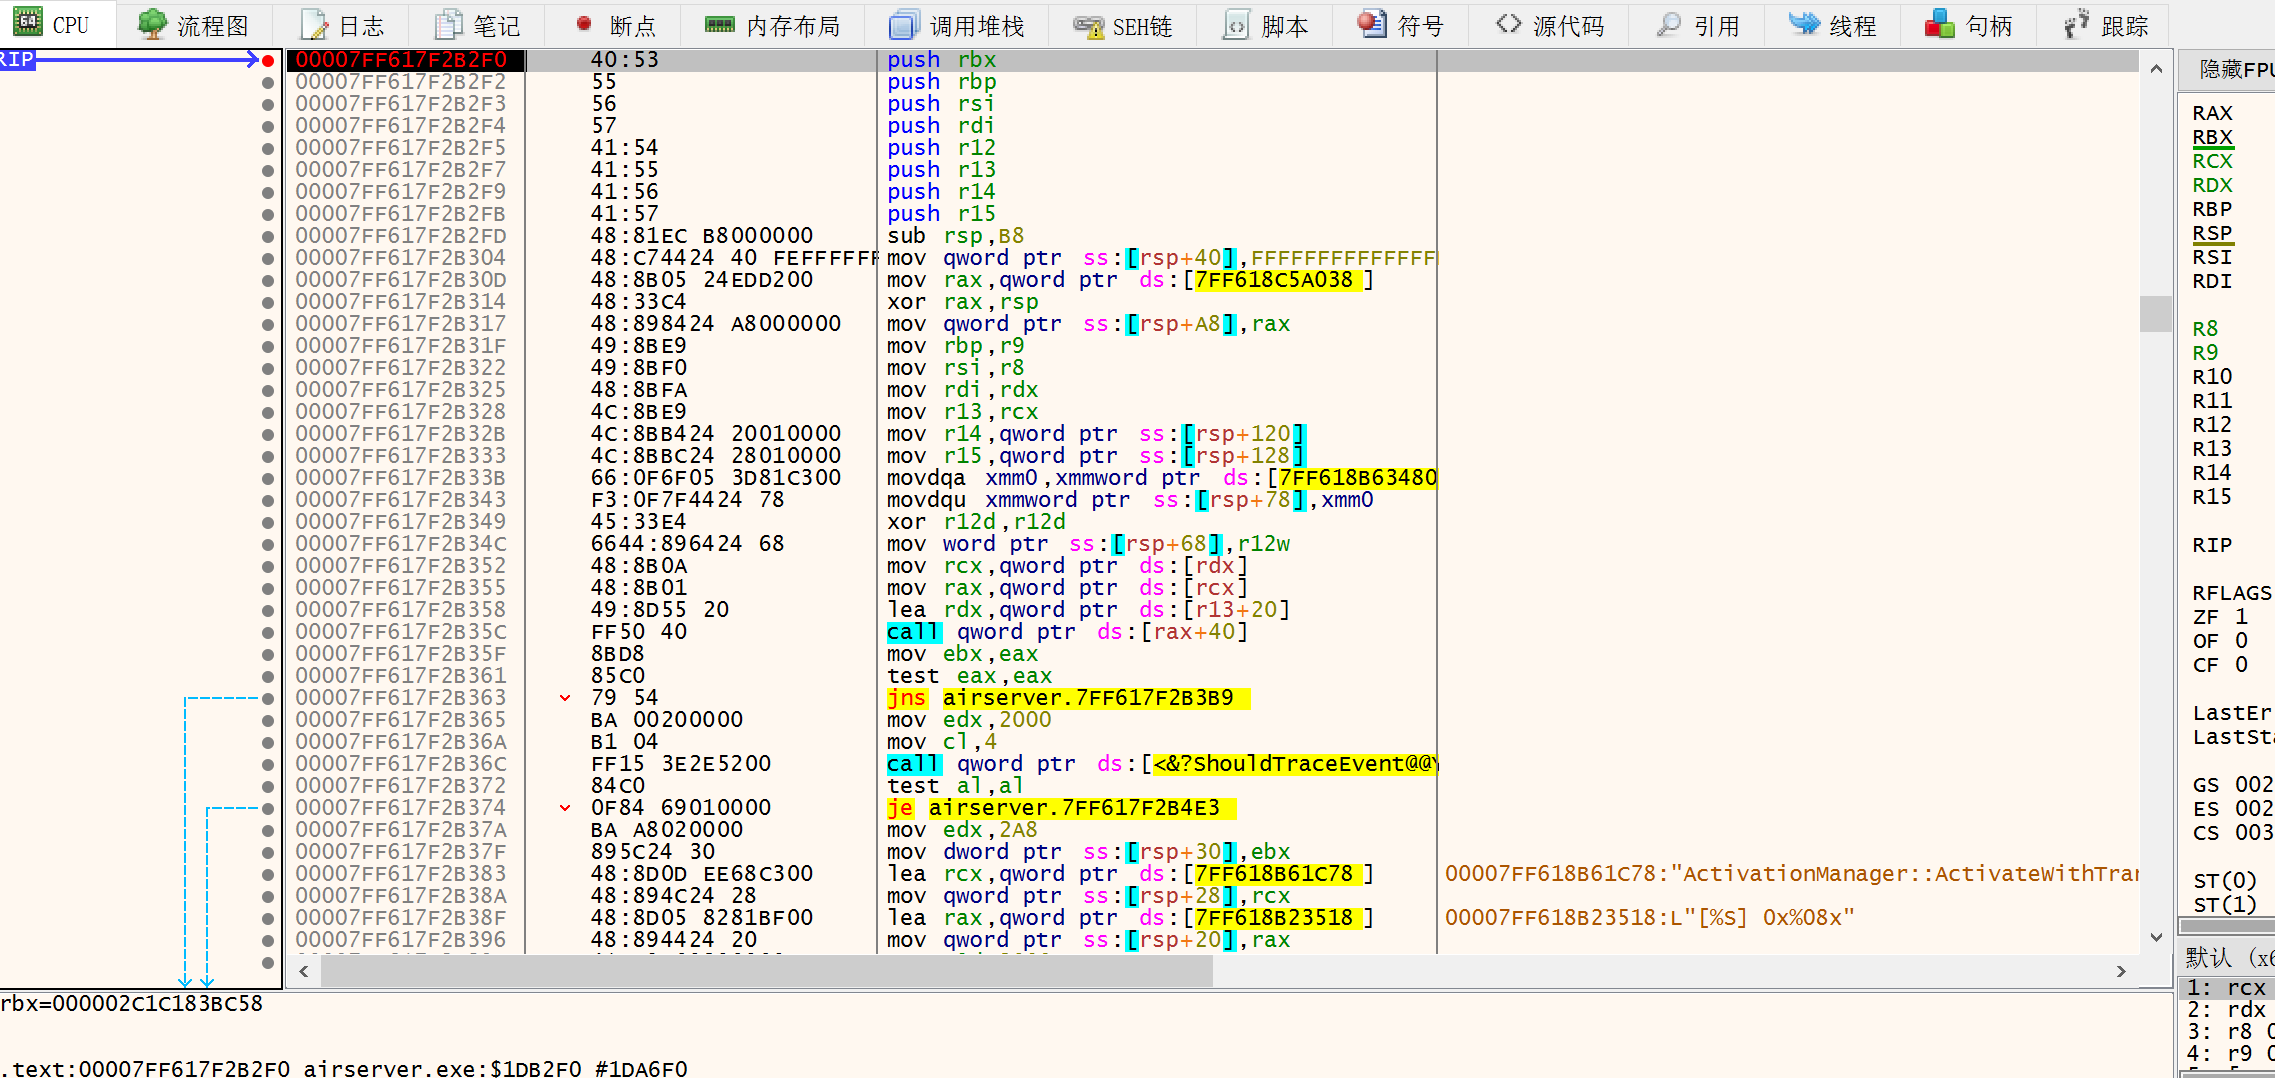 CPU 流程图 日志 笔记 断点 内存布局 调用堆栈 SEH链 脚本 符号 源代码 引用 线程 句柄 跟踪
RIP 00007FF617F2B2F0 40:53 push rbx
00007FF617F2B2F2 55 push rbp
00007FF617F2B2F3 56 push rsi
00007FF617F2B2F4 57 push rdi
00007FF617F2B2F5 41:54 push r12
00007FF617F2B2F7 41:55 push r13
00007FF617F2B2F9 41:56 push r14
00007FF617F2B2FB 41:57 push r15
00007FF617F2B2FD 48:81EC B8000000 sub rsp,B8
00007FF617F2B304 48:C74424 40 FEFFFFFF mov qword ptr ss:[rsp+40],FFFFFFFFFFFFFF
00007FF617F2B30D 48:8B05 24EDD200 mov rax,qword ptr ds:[7FF618C5A038]
00007FF617F2B314 48:33C4 xor rax,rsp
00007FF617F2B317 48:898424 A8000000 mov qword ptr ss:[rsp+A8],rax
00007FF617F2B31F 49:8BE9 mov rbp,r9
00007FF617F2B322 49:8BF0 mov rsi,r8
00007FF617F2B325 48:8BFA mov rdi,rdx
00007FF617F2B328 4C:8BE9 mov r13,rcx
00007FF617F2B32B 4C:8BB424 20010000 mov r14,qword ptr ss:[rsp+120]
00007FF617F2B333 4C:8BBC24 28010000 mov r15,qword ptr ss:[rsp+128]
00007FF617F2B33B 66:0F6F05 3D81C300 movdqa xmm0,xmmword ptr ds:[7FF618B63480
00007FF617F2B343 F3:0F7F4424 78 movdqu xmmword ptr ss:[rsp+78],xmm0
00007FF617F2B349 45:33E4 xor r12d,r12d
00007FF617F2B34C 6644:896424 68 mov word ptr ss:[rsp+68],r12w
00007FF617F2B352 48:8B0A mov rcx,qword ptr ds:[rdx]
00007FF617F2B355 48:8B01 mov rax,qword ptr ds:[rcx]
00007FF617F2B358 49:8D55 20 lea rdx,qword ptr ds:[r13+20]
00007FF617F2B35C FF50 40 call qword ptr ds:[rax+40]
00007FF617F2B35F 8BD8 mov ebx,eax
00007FF617F2B361 85C0 test eax,eax
00007FF617F2B363 79 54 jns airserver.7FF617F2B3B9
00007FF617F2B365 BA 00200000 mov edx,2000
00007FF617F2B36A B1 04 mov cl,4
00007FF617F2B36C FF15 3E2E5200 call qword ptr ds:[<&?ShouldTraceEvent@@Y
00007FF617F2B372 84C0 test al,al
00007FF617F2B374 0F84 69010000 je airserver.7FF617F2B4E3
00007FF617F2B37A BA A8020000 mov edx,2A8
00007FF617F2B37F 895C24 30 mov dword ptr ss:[rsp+30],ebx
00007FF617F2B383 48:8D0D EE68C300 lea rcx,qword ptr ds:[7FF618B61C78] 00007FF618B61C78:"ActivationManager::ActivateWithTran
00007FF617F2B38A 48:894C24 28 mov qword ptr ss:[rsp+28],rcx
00007FF617F2B38F 48:8D05 8281BF00 lea rax,qword ptr ds:[7FF618B23518] 00007FF618B23518:L"[%S] 0x%08x"
00007FF617F2B396 48:894424 20 mov qword ptr ss:[rsp+20],rax
rbx=000002C1C183BC58
.text:00007FF617F2B2F0 airserver.exe:$1DB2F0 #1DA6F0
隐藏FPU
RAX
RBX
RCX
RDX
RBP
RSP
RSI
RDI
R8
R9
R10
R11
R12
R13
R14
R15
RIP
RFLAGS
ZF 1
OF 0
CF 0
LastEr
LastSta
GS 002
ES 002
CS 003
ST(0)
ST(1)
默认 (x6
1: rcx
2: rdx
3: r8 0
4: r9 0